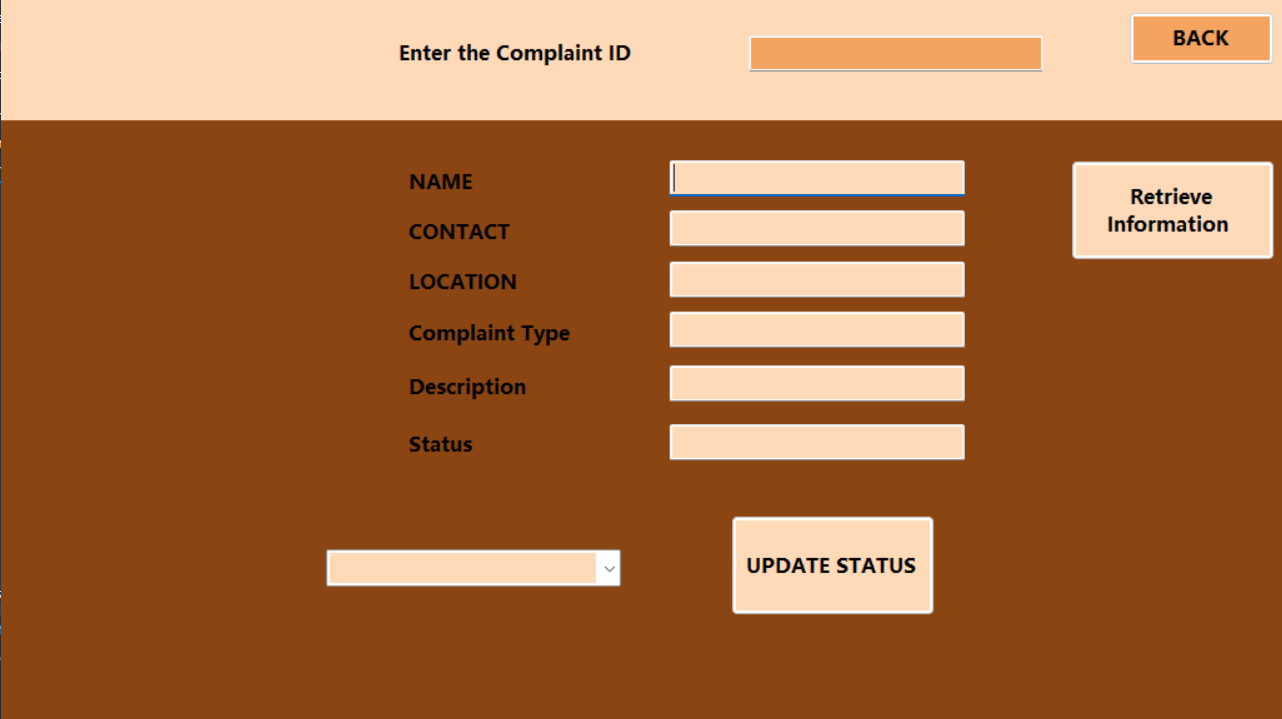 Enter the Complaint ID
BACK
NAME
Retrieve
Information
CONTACT
LOCATION
Complaint Type
Description
Status
UPDATE STATUS